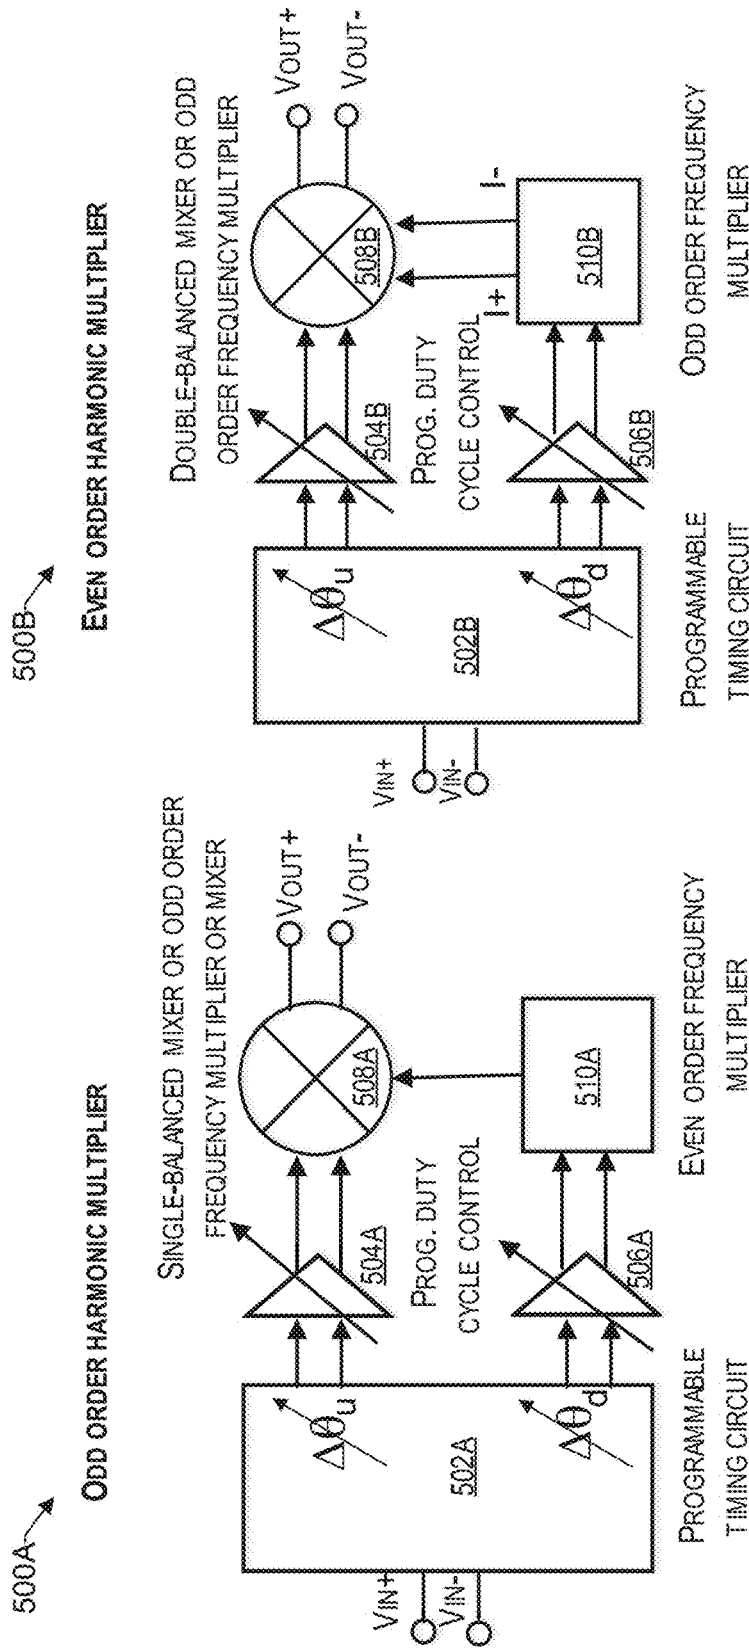 500A
ODD ORDER HARMONIC MULTIPLIER
SINGLE-BALANCED MIXER OR ODD ORDER
FREQUENCY MULTIPLIER OR MIXER
VOUT+
VOUT-
VIN+
VIN-
Δθu
Δθd
502A
504A
508A
PROG. DUTY
CYCLE CONTROL
506A
510A
PROGRAMMABLE
TIMING CIRCUIT
EVEN ORDER FREQUENCY
MULTIPLIER
500B
EVEN ORDER HARMONIC MULTIPLIER
DOUBLE-BALANCED MIXER OR ODD
ORDER FREQUENCY MULTIPLIER
VOUT+
VOUT-
VIN+
VIN-
Δθu
Δθd
502B
504B
508B
PROG. DUTY
CYCLE CONTROL
I+
I-
506B
510B
PROGRAMMABLE
TIMING CIRCUIT
ODD ORDER FREQUENCY
MULTIPLIER